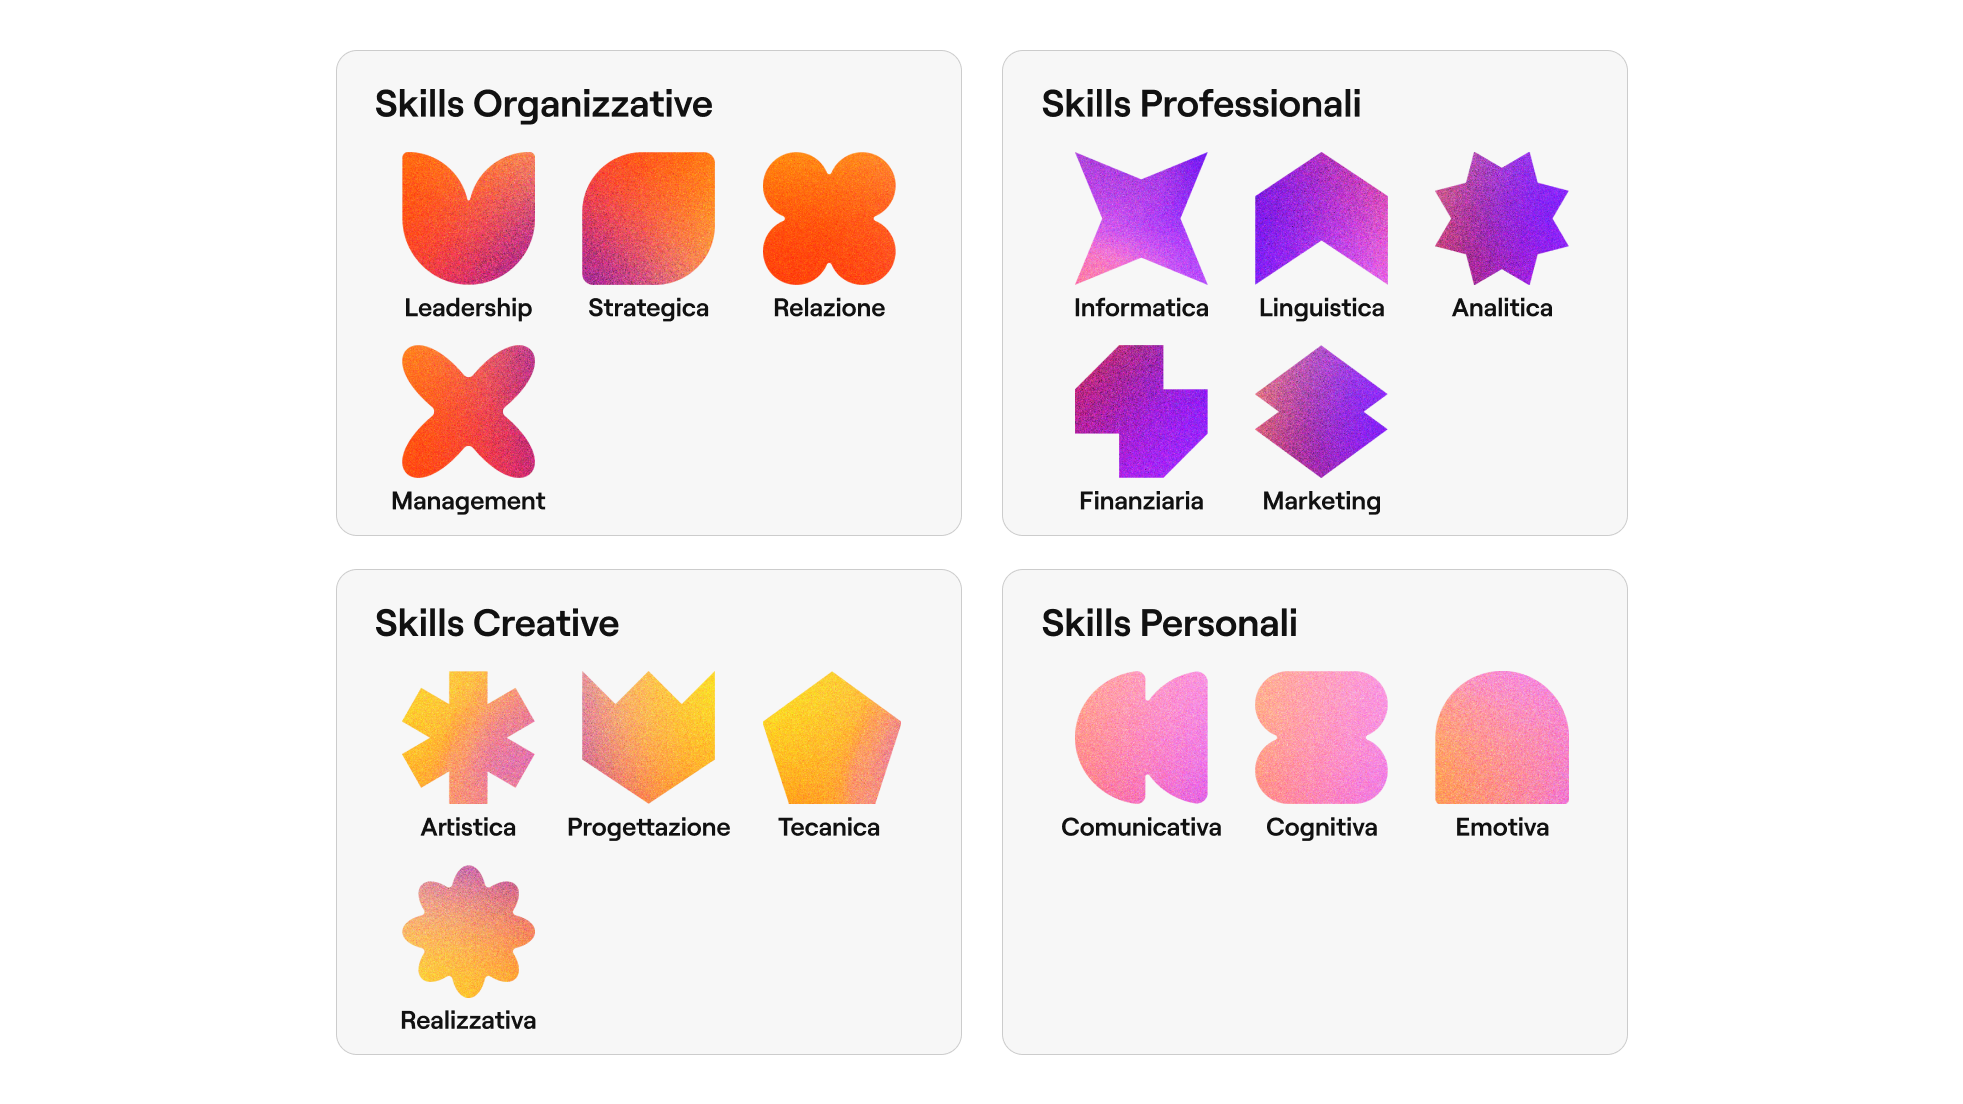 Skills Organizzative
Leadership
Strategica
Relazione
Management
Skills Professionali
Informatica
Linguistica
Analitica
Finanziaria
Marketing
Skills Creative
Artistica
Progettazione
Tecanica
Realizzativa
Skills Personali
Comunicativa
Cognitiva
Emotiva